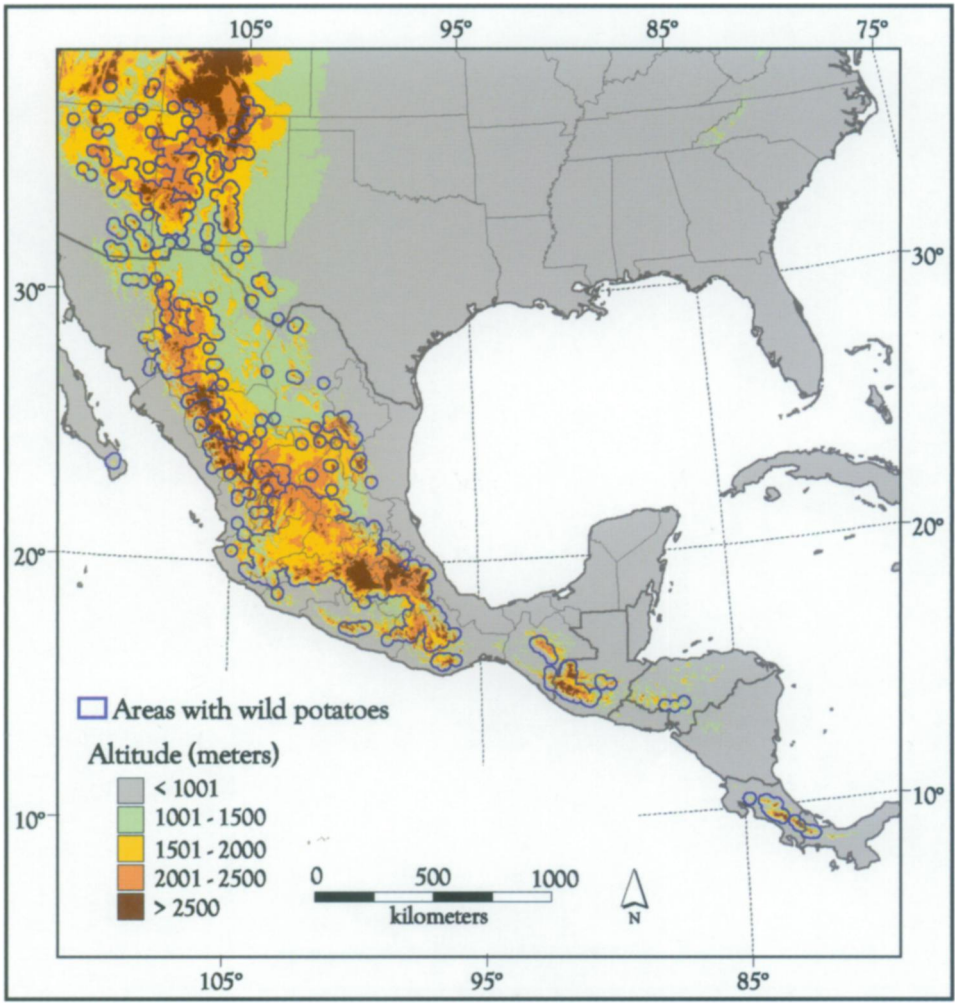 105° 95° 85° 75°
30° 30°
20° 20°
Areas with wild potatoes
Altitude (meters)
< 1001
10° 10°
1001 - 1500
1501 - 2000
2001 - 2500
> 2500
0 500 1000
kilometers
N
105° 95° 85°